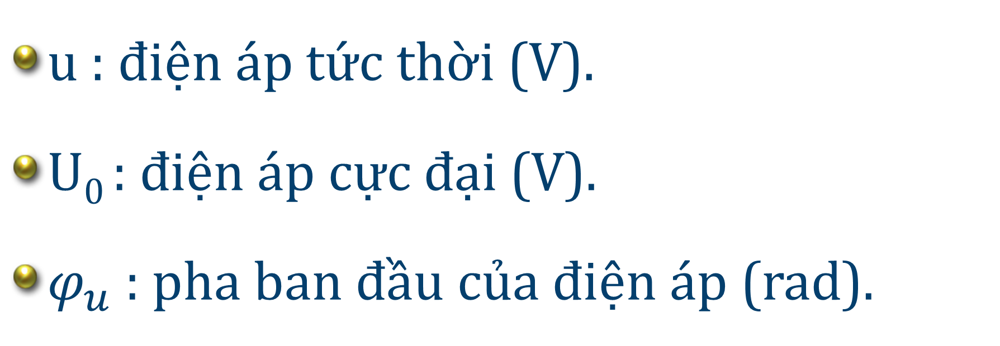 u : điện áp tức thời (V).
U₀ : điện áp cực đại (V).
φᵤ : pha ban đầu của điện áp (rad).